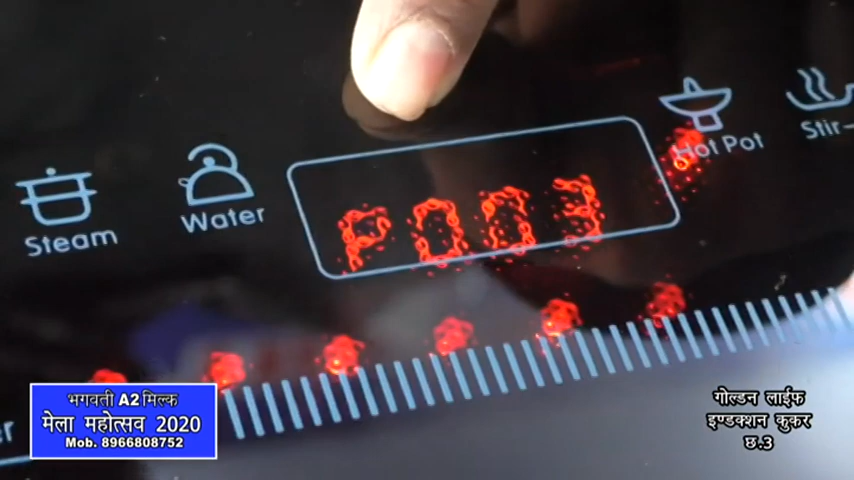 Hot Pot
Stir-
Steam
Water
P003
भगवती A2 मिल्क
मेला महोत्सव 2020
Mob. 8966808752
गोल्डन लाईफ
इण्डक्शन कुकर
छ.3